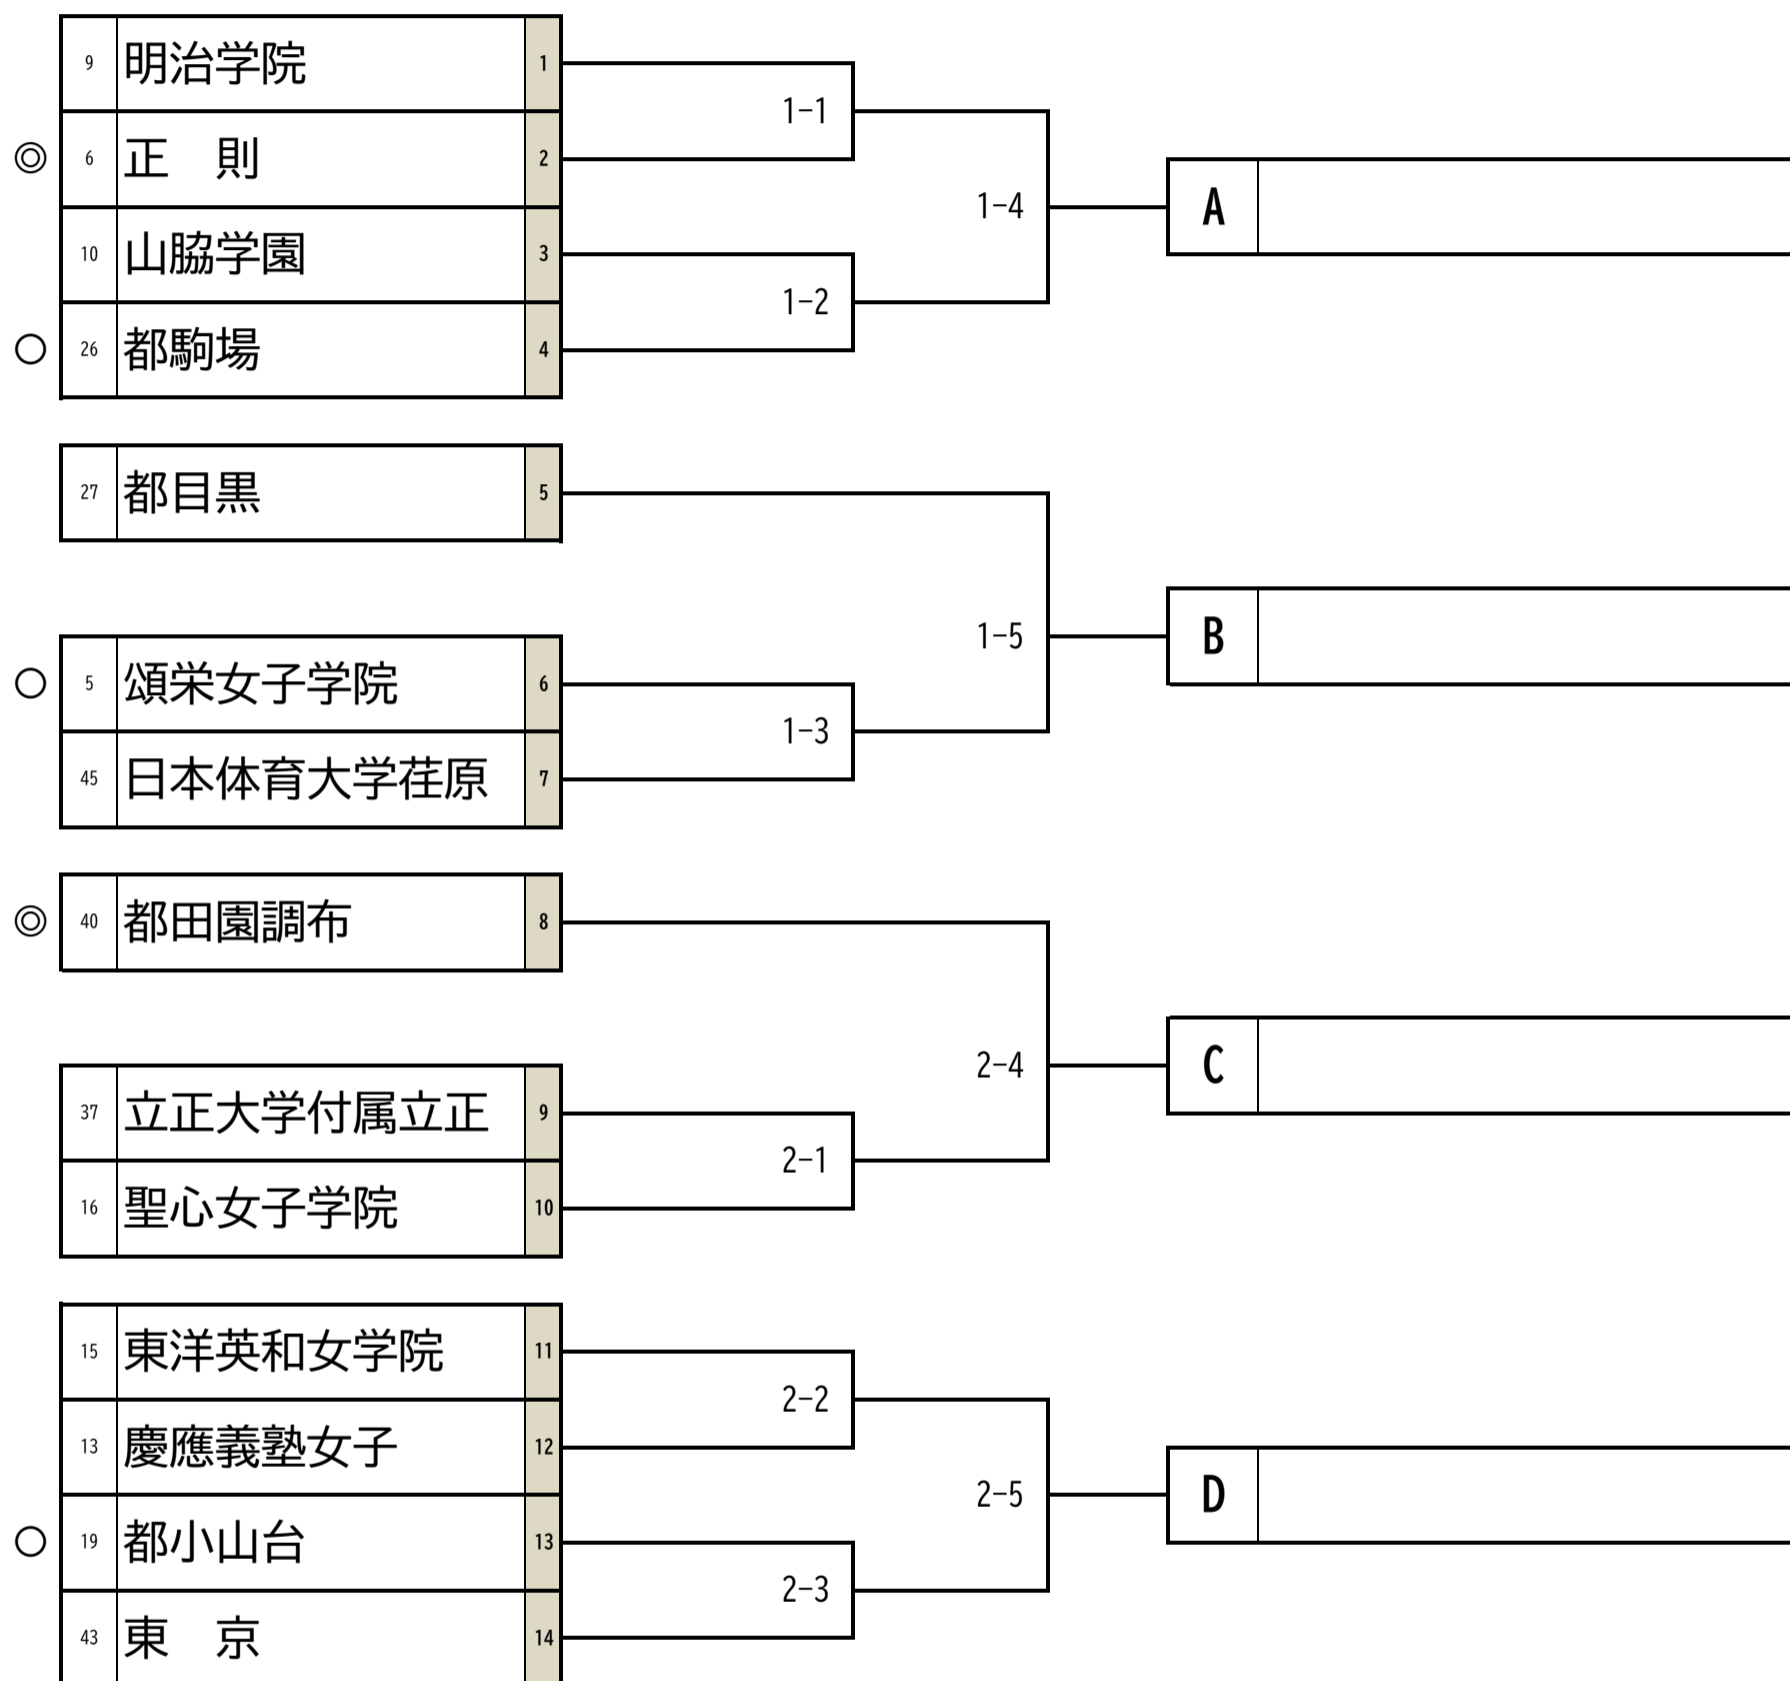 9 明治学院 1
1-1
◎ 6 正　則 2
1-4
A
10 山脇学園 3
1-2
○ 26 都駒場 4
27 都目黒 5
1-5
B
○ 5 頌栄女子学院 6
1-3
45 日本体育大学荏原 7
◎ 40 都田園調布 8
2-4
C
37 立正大学付属立正 9
2-1
16 聖心女子学院 10
15 東洋英和女学院 11
2-2
13 慶應義塾女子 12
2-5
D
○ 19 都小山台 13
2-3
43 東　京 14